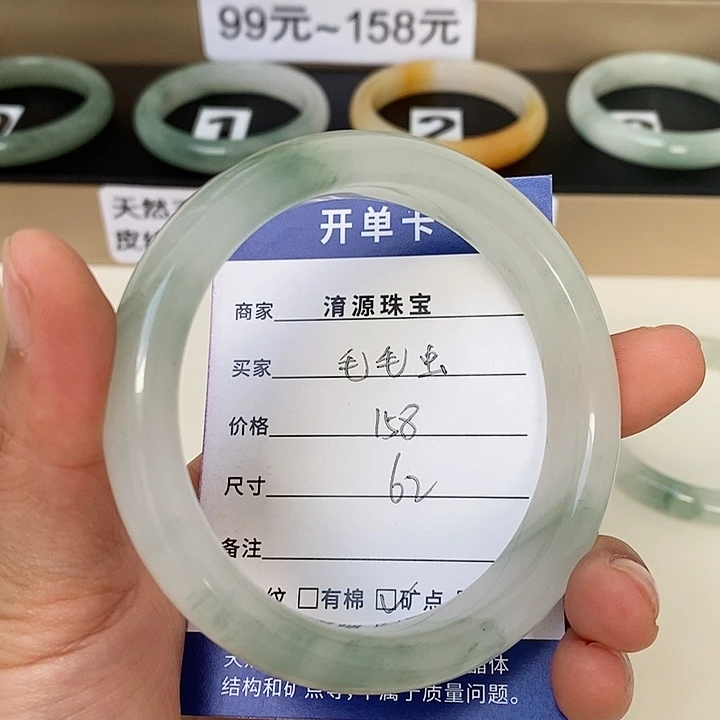 99元~158元
1
2
天然
皮
开单卡
商家 淯源珠宝
买家 毛毛虫
价格 158
尺寸 62
备注
纹 □有棉 ☑矿点
结构和矿点等,不属于质量问题。